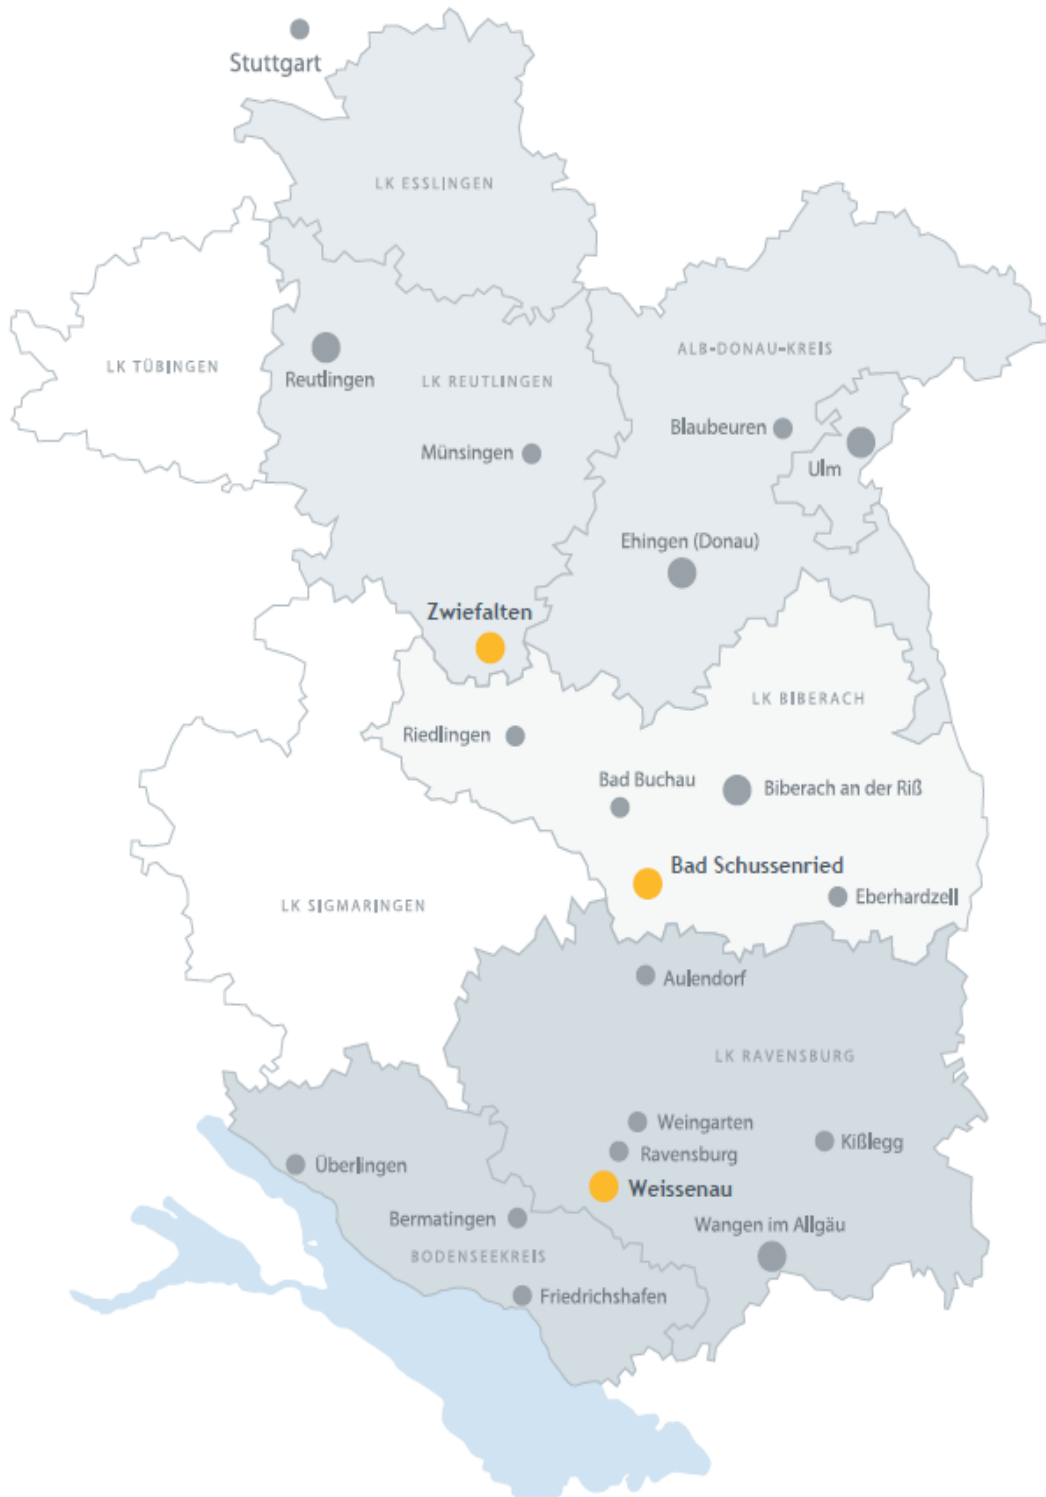 Stuttgart
LK ESSLINGEN
ALB-DONAU-KREIS
LK TÜBINGEN
Reutlingen
LK REUTLINGEN
Blaubeuren
Münsingen
Ulm
Ehingen (Donau)
Zwiefalten
LK BIBERACH
Riedlingen
Bad Buchau
Biberach an der Riß
Bad Schussenried
Eberhardzell
LK SIGMARINGEN
Aulendorf
LK RAVENSBURG
Weingarten
Kißlegg
Ravensburg
Überlingen
Weissenau
Bermatingen
Wangen im Allgäu
BODENSEEKREIS
Friedrichshafen